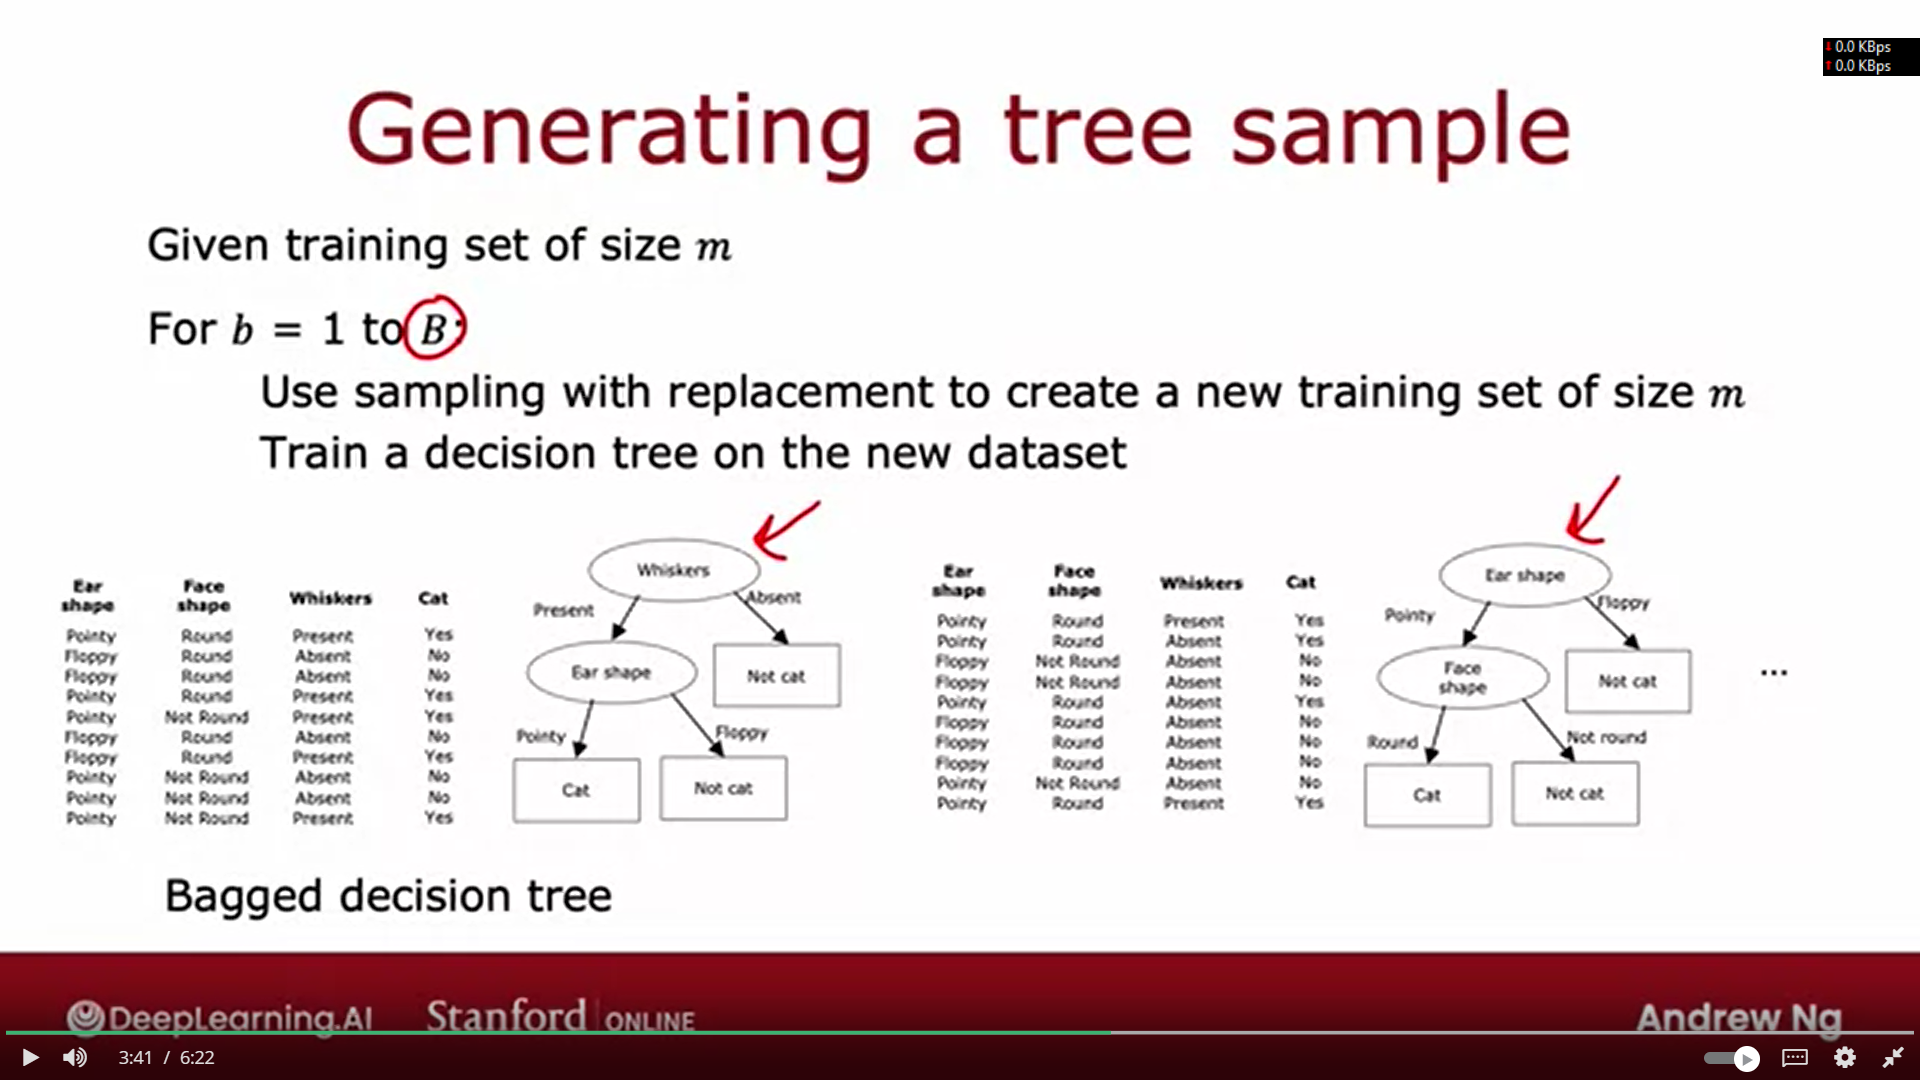 0.0 KBps
0.0 KBps
Generating a tree sample
Given training set of size m
For b = 1 to B:
Use sampling with replacement to create a new training set of size m
Train a decision tree on the new dataset
Ear shape Face shape Whiskers Cat
Pointy Round Present Yes
Floppy Round Absent No
Floppy Round Absent No
Pointy Round Present Yes
Pointy Not Round Present Yes
Floppy Round Absent No
Floppy Round Present Yes
Pointy Not Round Absent No
Pointy Not Round Absent No
Pointy Not Round Present Yes
Whiskers
Present Absent
Ear shape Not cat
Pointy Floppy
Cat Not cat
Ear shape Face shape Whiskers Cat
Pointy Round Present Yes
Pointy Round Absent Yes
Floppy Not Round Absent No
Floppy Not Round Absent No
Pointy Round Absent Yes
Floppy Round Absent No
Floppy Round Absent No
Floppy Round Absent No
Pointy Not Round Absent No
Pointy Round Present Yes
Ear shape
Pointy Floppy
Face shape Not cat
Round Not round
Cat Not cat
...
Bagged decision tree
DeepLearning.AI Stanford ONLINE Andrew Ng
3:41 / 6:22